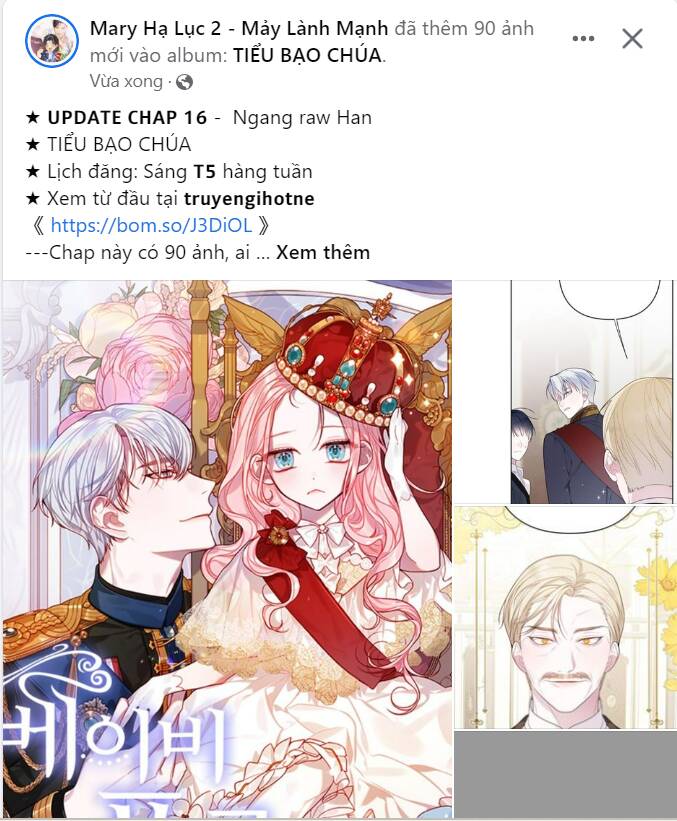 Mary Hạ Lục 2 - Mảy Lành Mạnh đã thêm 90 ảnh
mới vào album: TIỂU BẠO CHÚA.
Vừa xong ·
★ UPDATE CHAP 16 - Ngang raw Han
★ TIỂU BẠO CHÚA
★ Lịch đăng: Sáng T5 hàng tuần
★ Xem từ đầu tại truyengihotne
《 https://bom.so/J3DiOL 》
---Chap này có 90 ảnh, ai ... Xem thêm
베이비